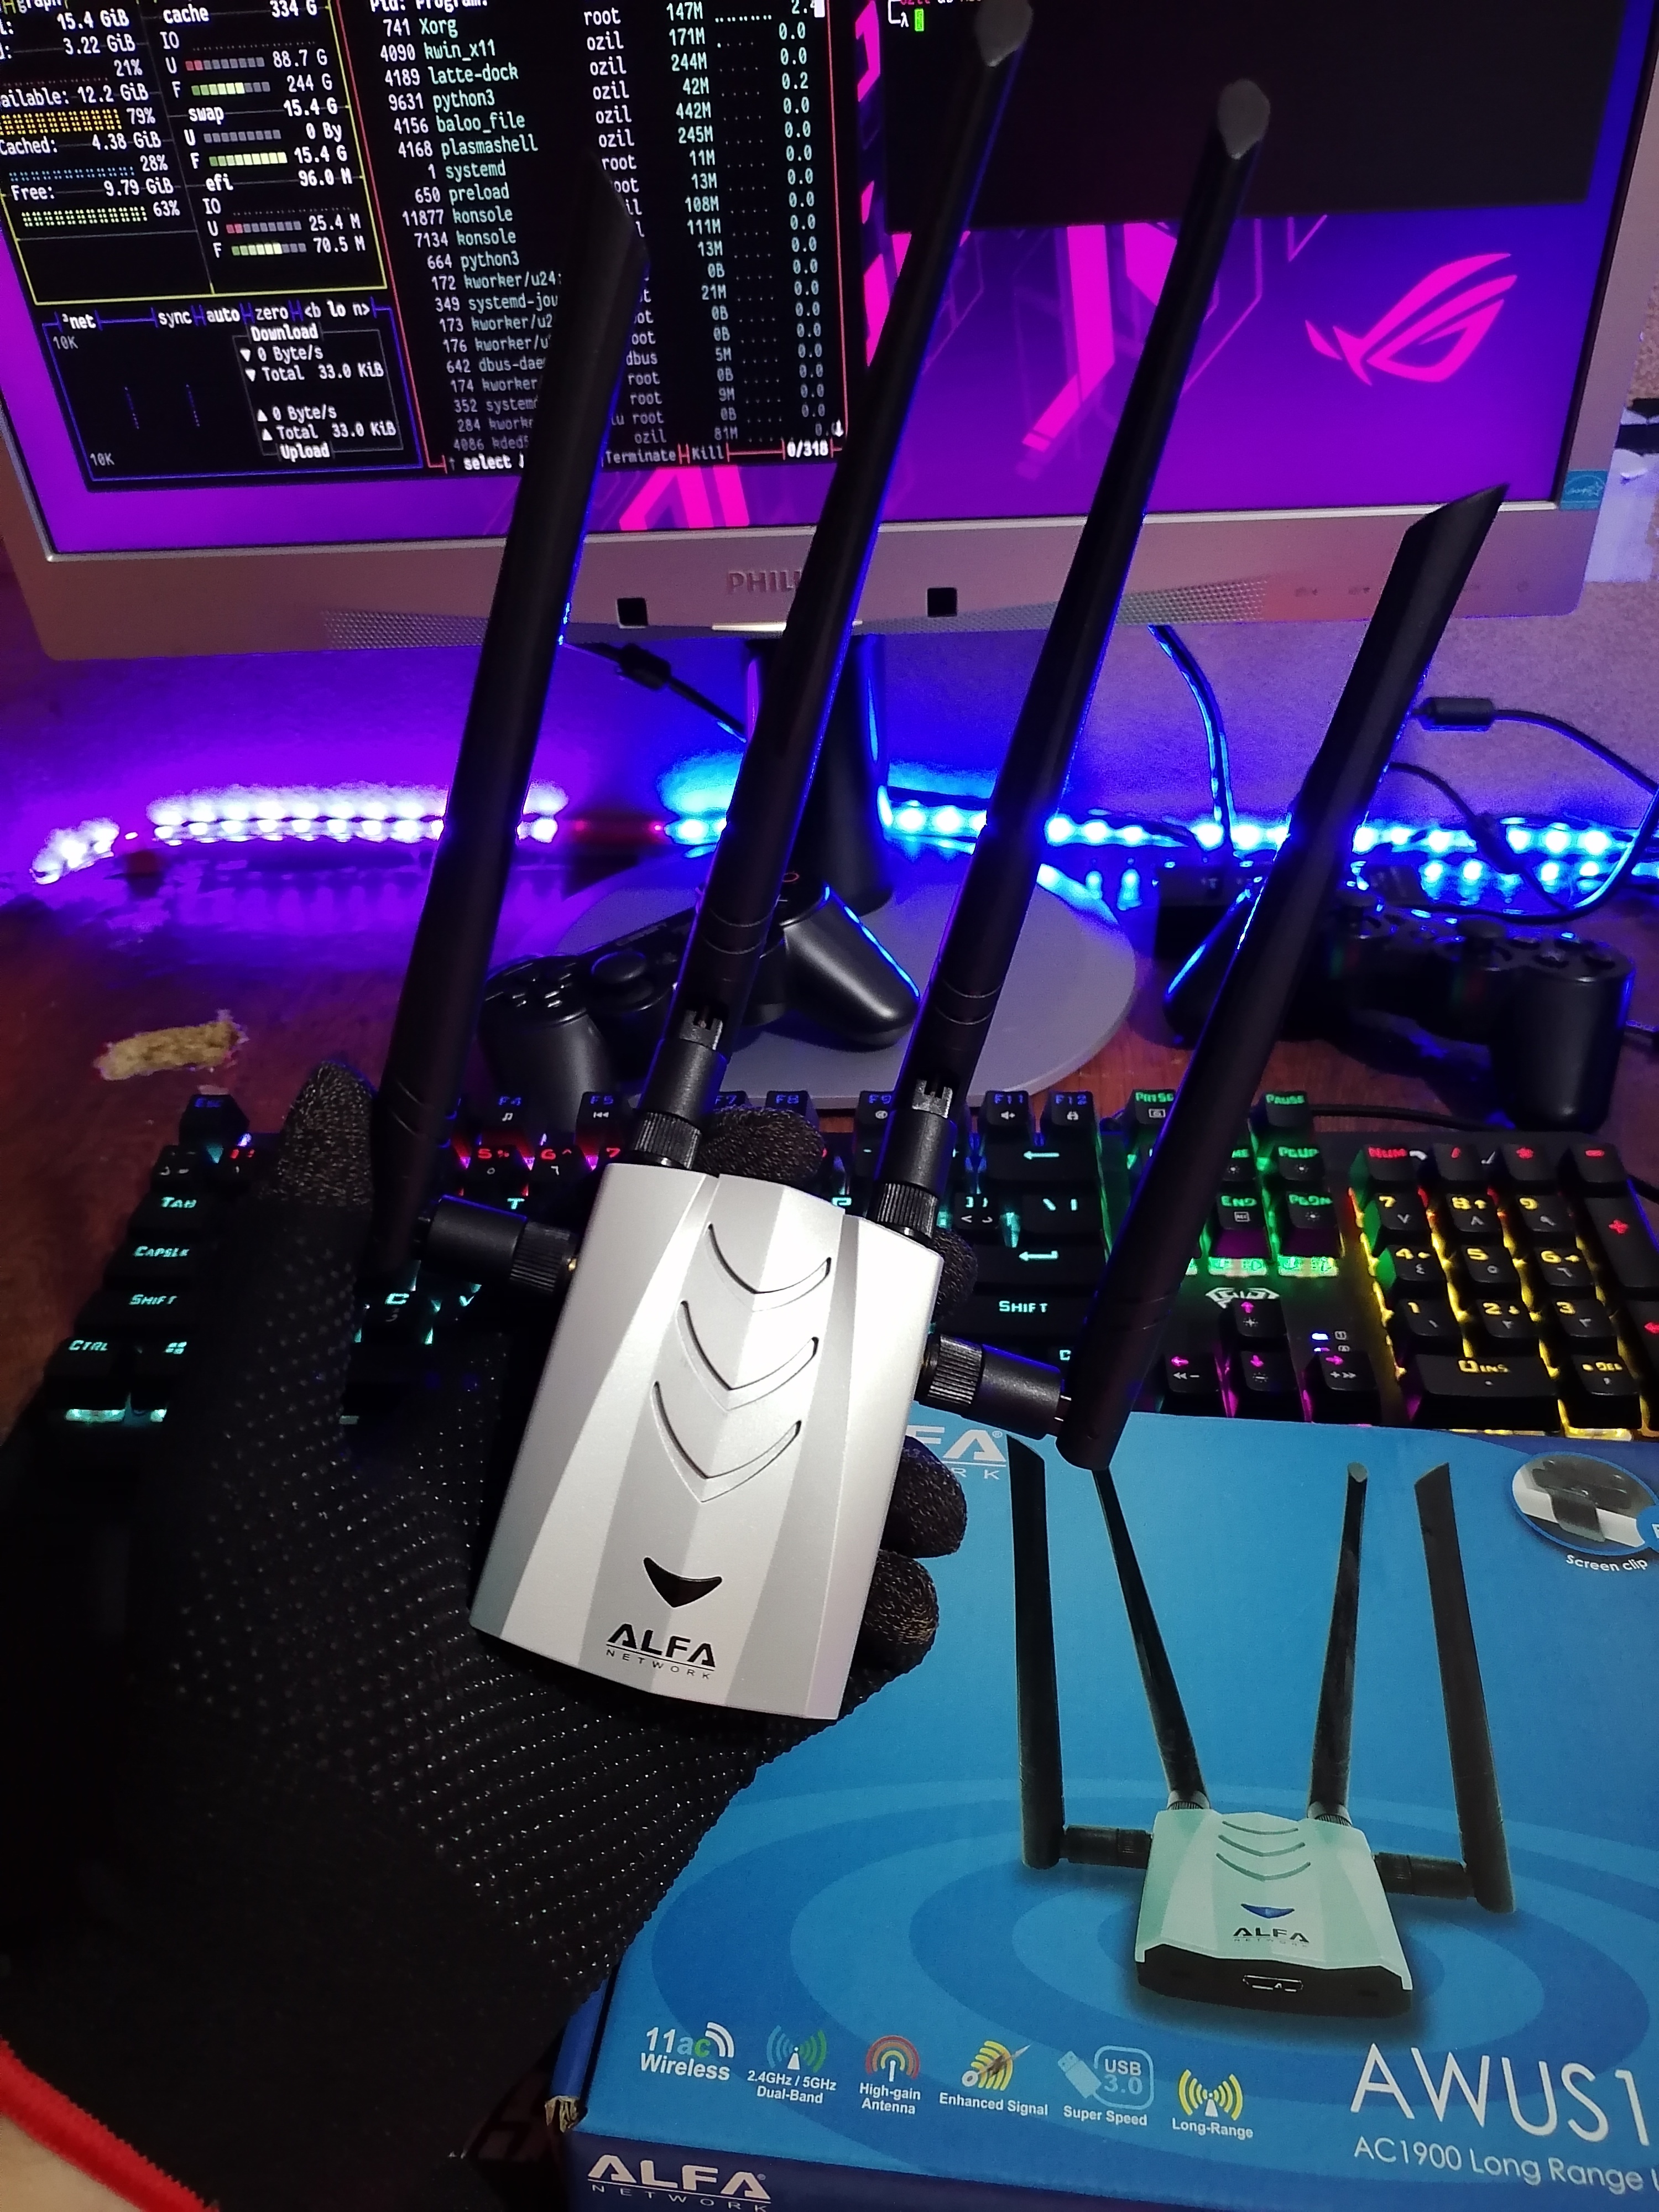 15.4 GiB
3.22 GiB
21%
12.2 GiB
79%
Cached: 4.38 GiB
28%
Free: 9.79 GiB
63%
cache 334 G
IO
U 88.7 G
F 244 G
swap 15.4 G
U 0 By
F 15.4 G
efi 96.0 M
IO
U 25.4 M
F 70.5 M
Pid: Program:
741 Xorg root 147M
4090 kwin_x11 ozil 171M 0.0
4189 latte-dock ozil 244M 0.0
9631 python3 ozil 42M 0.2
4156 baloo_file ozil 442M 0.0
4168 plasmashell ozil 245M 0.0
1 systemd root 11M 0.0
650 preload 13M 0.0
11877 konsole 108M 0.0
7134 konsole 111M 0.0
664 python3 13M 0.0
172 kworker/u24: 0B 0.0
349 systemd-jou 21M 0.0
173 kworker/u2 0B 0.0
176 kworker/u 0B 0.0
642 dbus-dae dbus 5M 0.0
174 kworker/ root 0B 0.0
352 system root 9M 0.0
284 kwork root 0B 0.0
4086 kded5 ozil 81M
select
Terminate Kill 0/318
³net sync auto zero <b lo n>
10K
Download
▼ 0 Byte/s
▼ Total 33.0 KiB
▲ 0 Byte/s
▲ Total 33.0 KiB
Upload
10K
λ
PHIL
Esc F4 F5 F7 F8 F9 F11 F12 PrtSc Pause
Tab
T
End PgUp PgDn
Num
7 8 9
CapsLk
4 5 6
Shift
C V
Shift
1 2 3
Ctrl
0 Ins Del
ALFA
NETWORK
FA®
RK
Screen clip
ALFA
NETWORK
11ac
Wireless
2.4GHz / 5GHz
Dual-Band
High-gain
Antenna
Enhanced Signal
USB
3.0
Super Speed
Long-Range
AWUS1
AC1900 Long Range
ALFA®
NETWORK